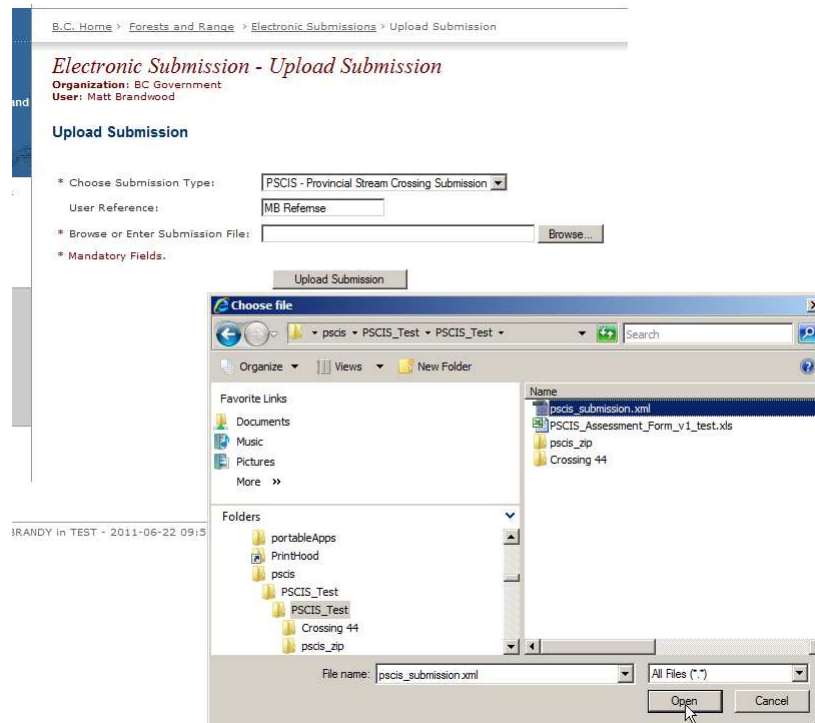 B.C. Home > Forests and Range > Electronic Submissions > Upload Submission
Electronic Submission - Upload Submission
Organization: BC Government
User: Matt Brandwood
and
Upload Submission
* Choose Submission Type: PSCIS - Provincial Stream Crossing Submission
User Reference: MB Refernse
* Browse or Enter Submission File: Browse...
* Mandatory Fields.
Upload Submission
Choose file
pscis PSCIS_Test PSCIS_Test Search
Organize Views New Folder
Favorite Links
Documents
Music
Pictures
More »
Name
pscis_submission.xml
PSCIS_Assessment_Form_v1_test.xls
pscis_zip
Crossing 44
Folders
portableApps
PrintHood
pscis
PSCIS_Test
PSCIS_Test
Crossing 44
pscis_zip
RANDY in TEST - 2011-06-22 09:5
File name: pscis_submission.xml All Files (*.*)
Open Cancel